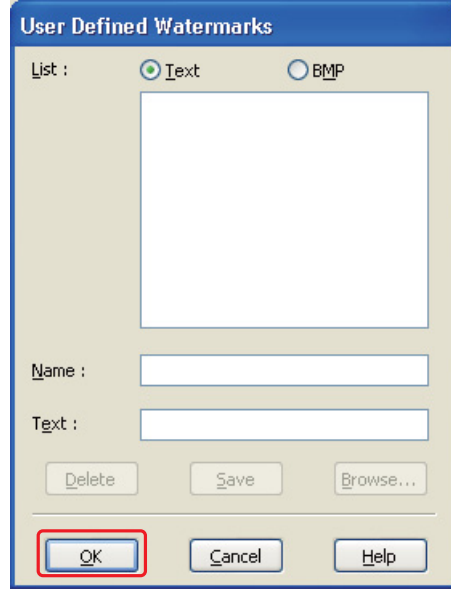 User Defined Watermarks
List : Text BMP
Name :
Text :
Delete Save Browse...
OK Cancel Help